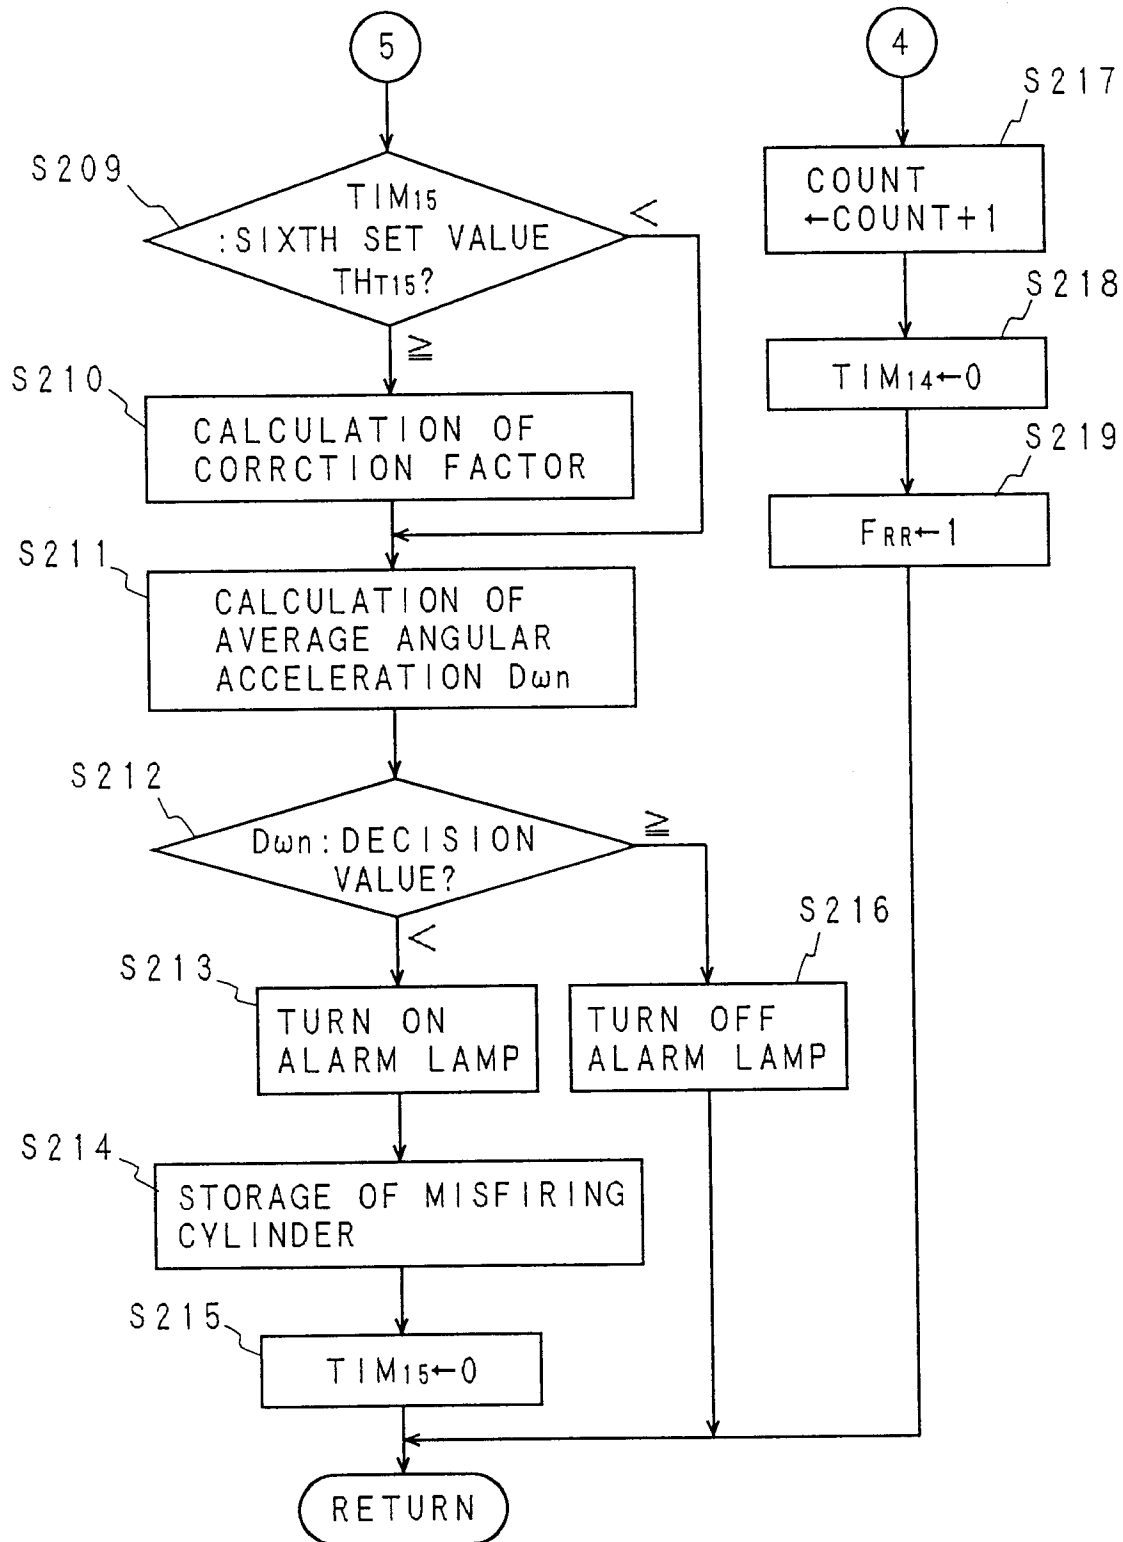 5
S209
TIM15
:SIXTH SET VALUE
THT15?
<
≧
S210
CALCULATION OF
CORRCTION FACTOR
S211
CALCULATION OF
AVERAGE ANGULAR
ACCELERATION Dωn
S212
Dωn:DECISION
VALUE?
≧
<
S213
TURN ON
ALARM LAMP
S216
TURN OFF
ALARM LAMP
S214
STORAGE OF MISFIRING
CYLINDER
S215
TIM15←0
RETURN
4
S217
COUNT
←COUNT+1
S218
TIM14←0
S219
FRR←1